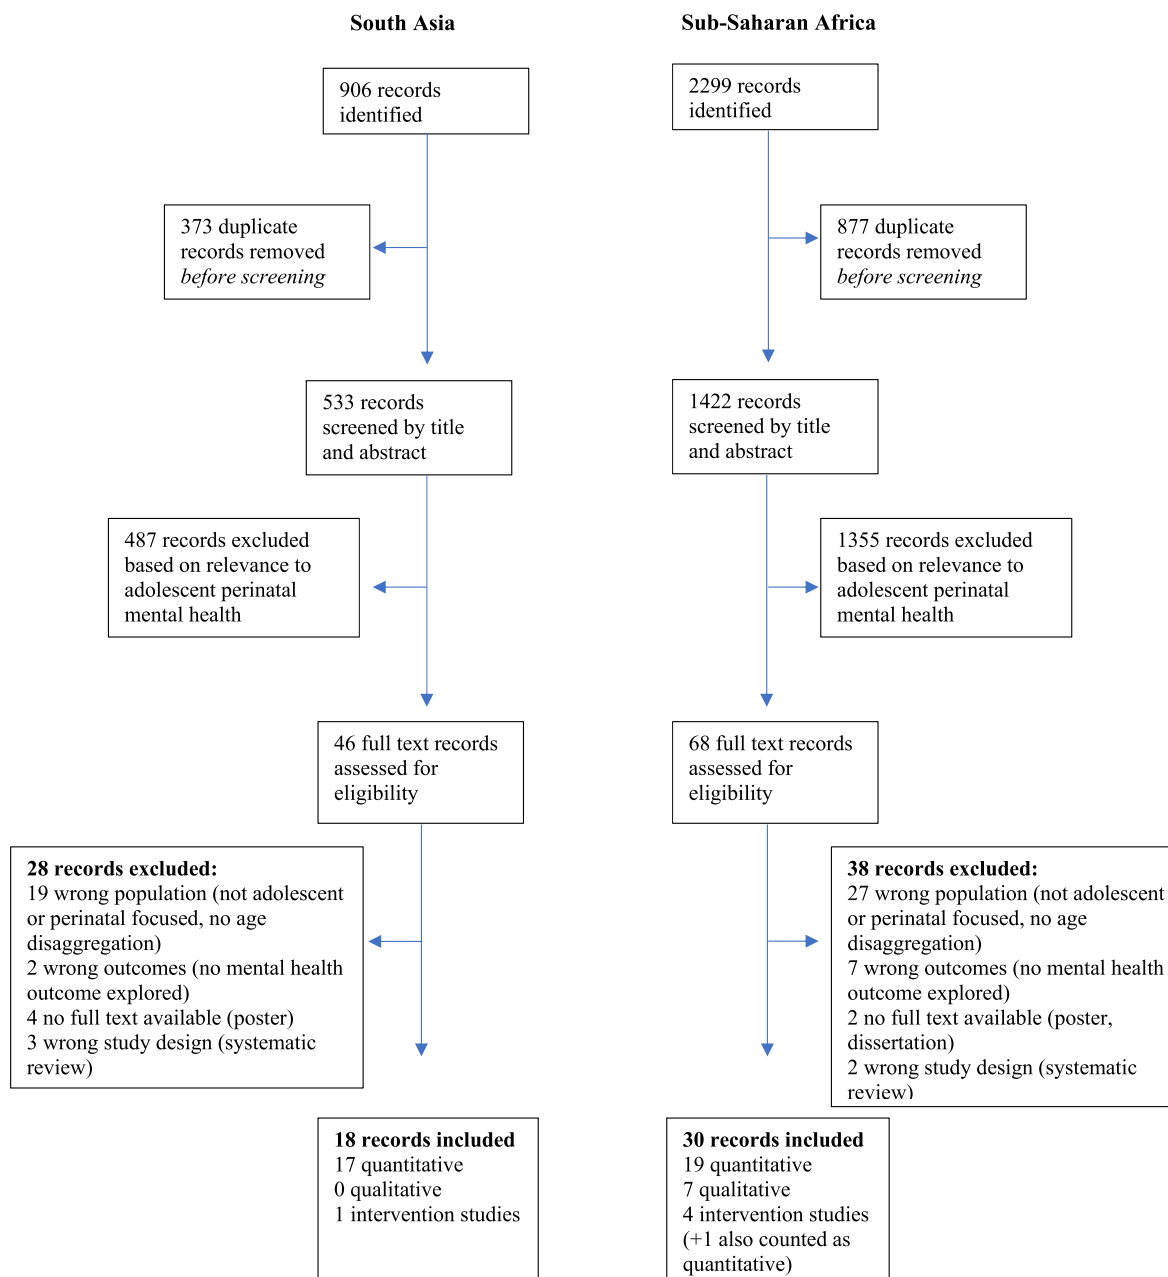 South Asia
Sub-Saharan Africa
906 records
identified
2299 records
identified
373 duplicate
records removed
before screening
877 duplicate
records removed
before screening
533 records
screened by title
and abstract
1422 records
screened by title
and abstract
487 records excluded
based on relevance to
adolescent perinatal
mental health
1355 records excluded
based on relevance to
adolescent perinatal
mental health
46 full text records
assessed for
eligibility
68 full text records
assessed for
eligibility
28 records excluded:
19 wrong population (not adolescent
or perinatal focused, no age
disaggregation)
2 wrong outcomes (no mental health
outcome explored)
4 no full text available (poster)
3 wrong study design (systematic
review)
38 records excluded:
27 wrong population (not adolescent
or perinatal focused, no age
disaggregation)
7 wrong outcomes (no mental health
outcome explored)
2 no full text available (poster,
dissertation)
2 wrong study design (systematic
review)
18 records included
17 quantitative
0 qualitative
1 intervention studies
30 records included
19 quantitative
7 qualitative
4 intervention studies
(+1 also counted as
quantitative)